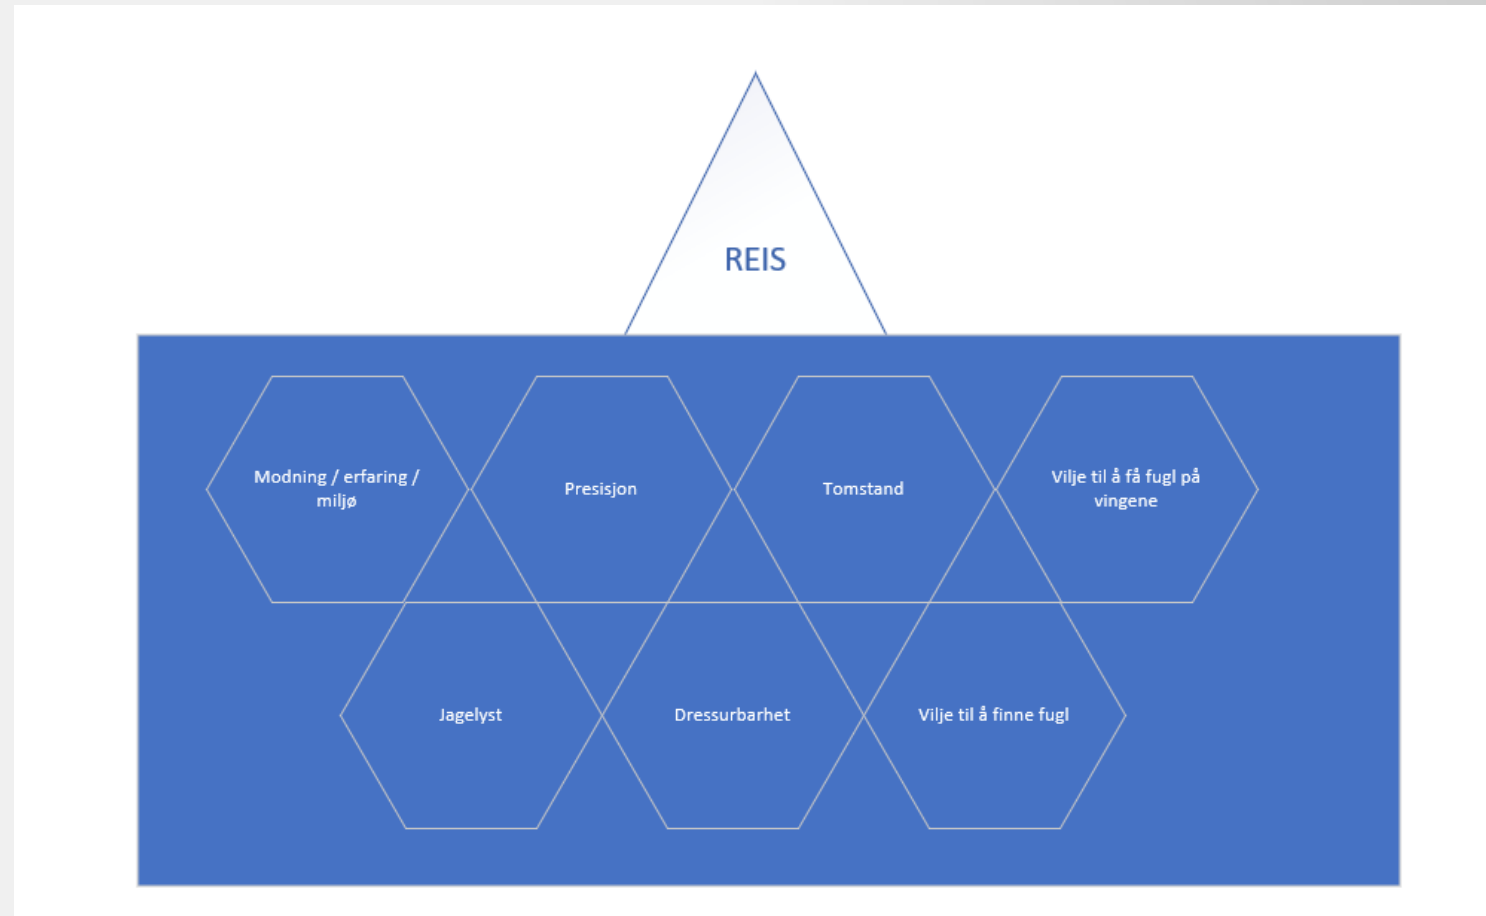 REIS
Modning / erfaring /
miljø
Presisjon
Tomstand
Vilje til å få fugl på
vingene
Jagelyst
Dressurbarhet
Vilje til å finne fugl